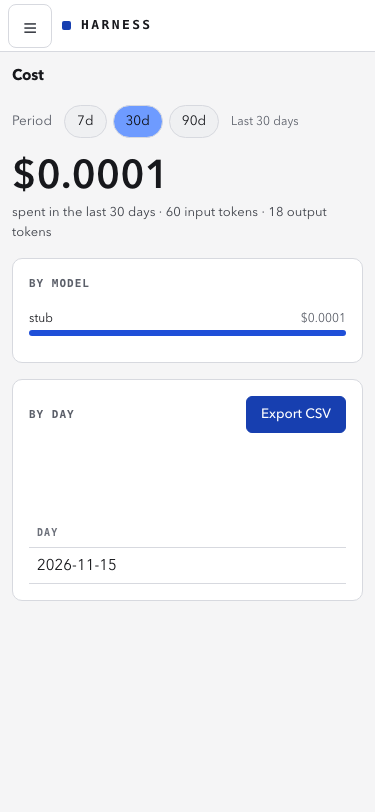 HARNESS
Cost
Period 7d 30d 90d Last 30 days
$0.0001
spent in the last 30 days · 60 input tokens · 18 output
tokens
BY MODEL
stub $0.0001
BY DAY Export CSV
DAY
2026-11-15